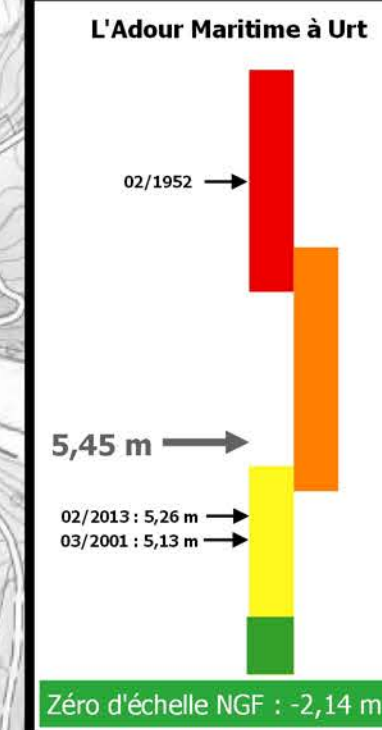 L'Adour Maritime à Urt
02/1952
5,45 m
02/2013 : 5,26 m
03/2001 : 5,13 m
Zéro d'échelle NGF : -2,14 m